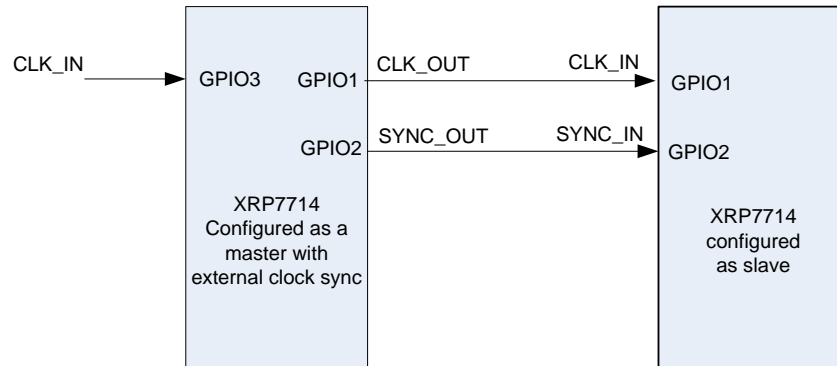 CLK_IN
GPIO3
GPIO1
CLK_OUT
CLK_IN
GPIO1
GPIO2
SYNC_OUT
SYNC_IN
GPIO2
XRP7714
Configured as a
master with
external clock sync
XRP7714
configured
as slave